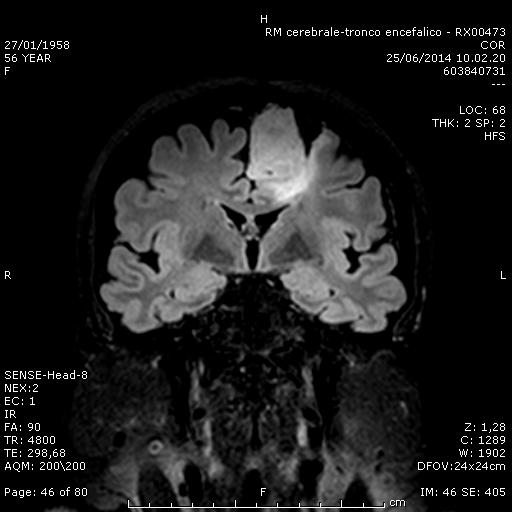 H
RM cerebrale-tronco encefalico - RX00473
27/01/1958
COR
56 YEAR
25/06/2014 10.02.20
F
603840731
---
LOC: 68
THK: 2 SP: 2
HFS
R
L
SENSE-Head-8
NEX:2
EC: 1
IR
FA: 90
Z: 1,28
TR: 4800
C: 1289
TE: 298,68
W: 1902
AQM: 200\200
DFOV:24x24cm
Page: 46 of 80
F
IM: 46 SE: 405
cm